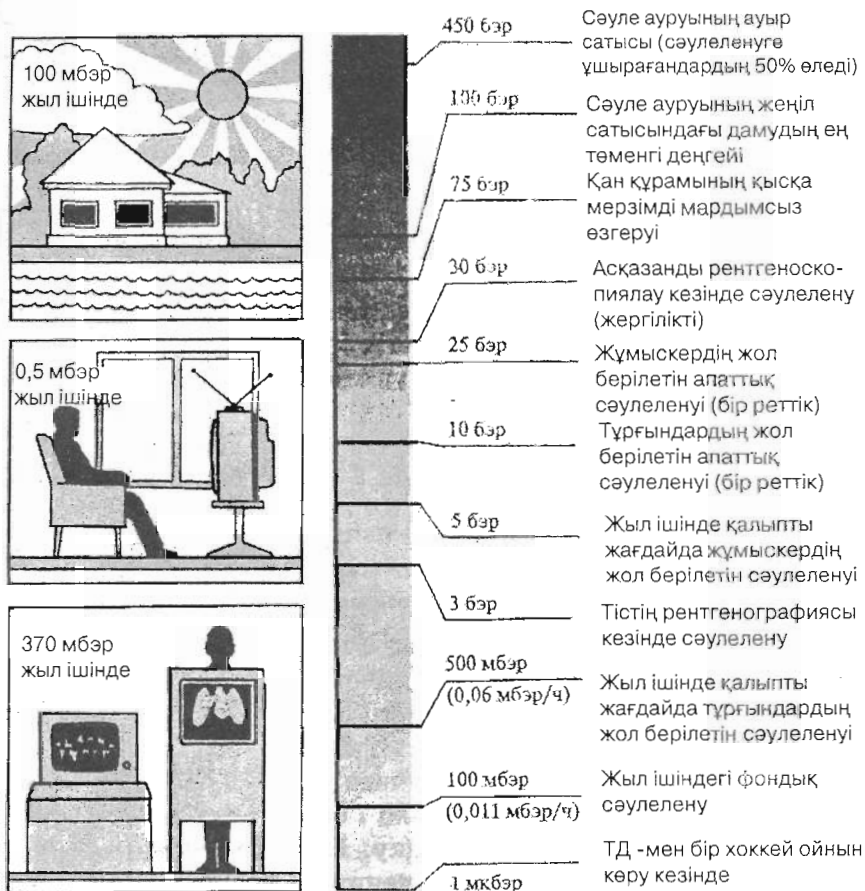 100 мбэр
жыл ішінде
0,5 мбэр
жыл ішінде
370 мбэр
жыл ішінде
450 бэр
Сәуле ауруының ауыр
сатысы (сәулеленуге
ұшырағандардың 50% өледі)
100 бэр
Сәуле ауруының жеңіл
сатысындағы дамудың ең
төменгі деңгейі
75 бэр
Қан құрамының қысқа
мерзімді мардымсыз
өзгеруі
30 бэр
Асқазанды рентгеноско-
пиялау кезінде сәулелену
(жергілікті)
25 бэр
Жұмыскердің жол
берілетін апаттық
сәулеленуі (бір реттік)
10 бэр
Тұрғындардың жол
берілетін апаттық
сәулеленуі (бір реттік)
5 бэр
Жыл ішінде қалыпты
жағдайда жұмыскердің
жол берілетін сәулеленуі
3 бэр
Тістің рентгенографиясы
кезінде сәулелену
500 мбэр
(0,06 мбэр/ч)
Жыл ішінде қалыпты
жағдайда тұрғындардың
жол берілетін сәулеленуі
100 мбэр
(0,011 мбэр/ч)
Жыл ішіндегі фондық
сәулелену
1 мкбэр
ТД -мен бір хоккей ойнын
көру кезінде